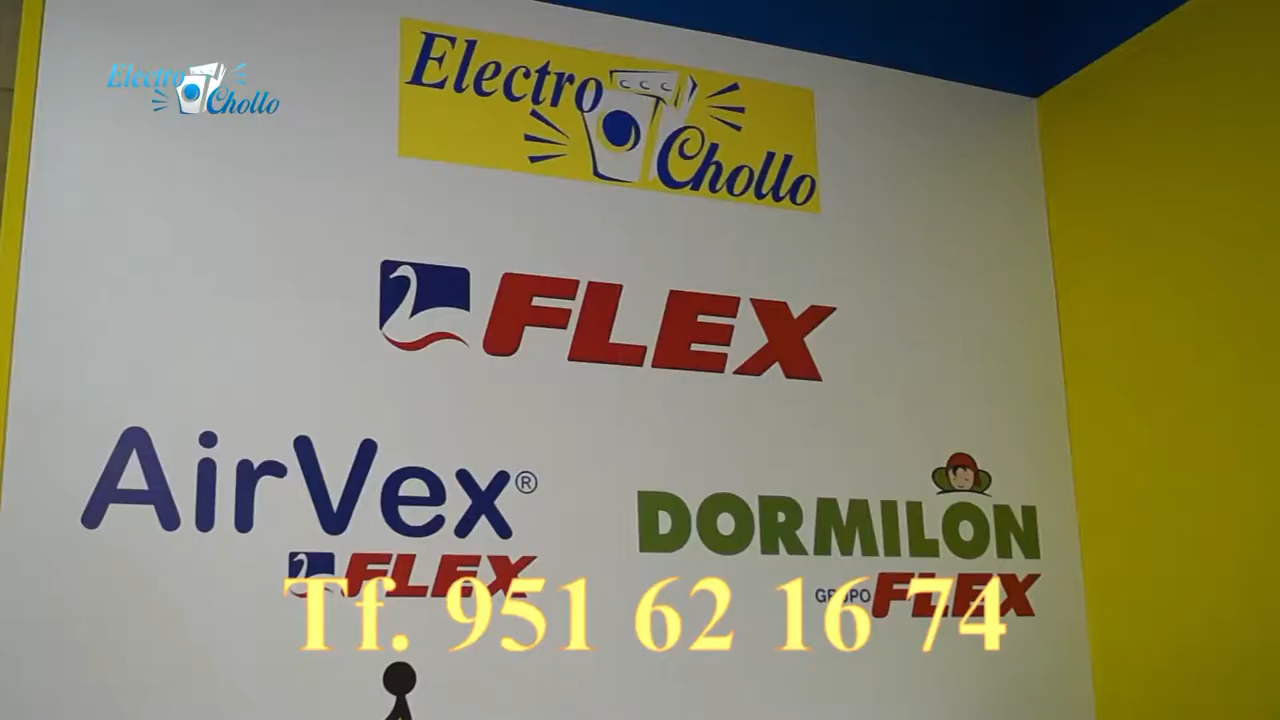 Electro Chollo
Electro
Chollo
FLEX
AirVex®
FLEX
DORMILON
GRUPO FLEX
Tf. 951 62 16 74